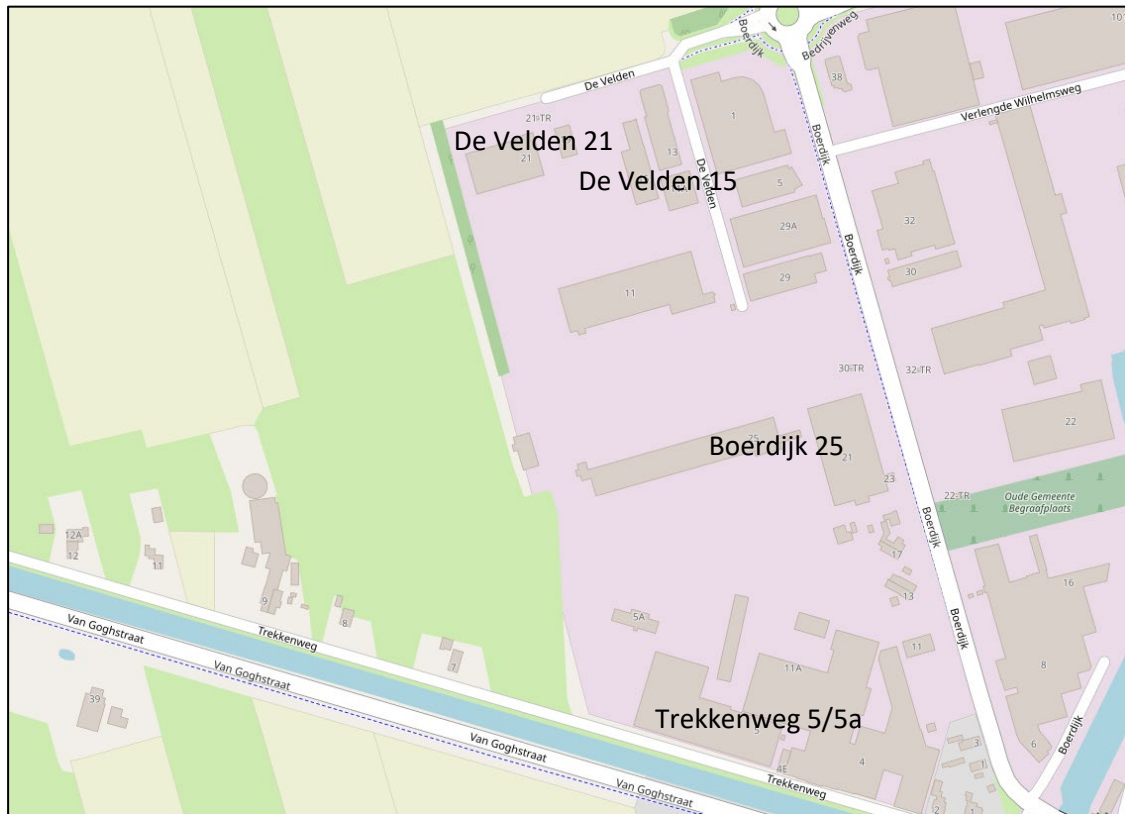 Boerdijk
Bedrijvenweg
101
De Velden
38
Verlengde Wilhelmsweg
21-TR
De Velden 21
21
13
1
Boerdijk
De Velden 15
De Velden
5
29A
32
Boerdijk
30
29
11
30-TR
32-TR
22
Boerdijk 25
21
23
22-TR
Oude Gemeente
Begraafplaats
Boerdijk
12A
12
11
17
16
13
9
8
5A
Boerdijk
Trekkenweg
Van Goghstraat
Van Goghstraat
7
11
11A
8
39
Trekkenweg 5/5a
Boerdijk
Van Goghstraat
4
3
6
4E
1
Trekkenweg
Van Goghstraat
2
1